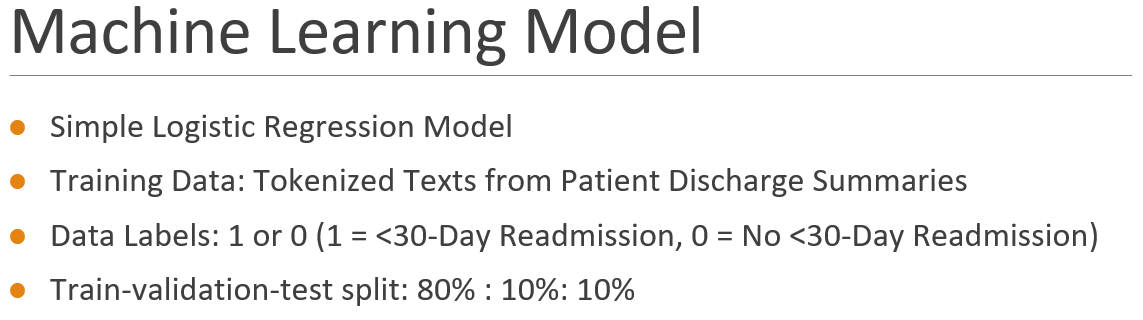 Machine Learning Model
Simple Logistic Regression Model
Training Data: Tokenized Texts from Patient Discharge Summaries
Data Labels: 1 or 0 (1 = <30-Day Readmission, 0 = No <30-Day Readmission)
Train-validation-test split: 80% : 10%: 10%